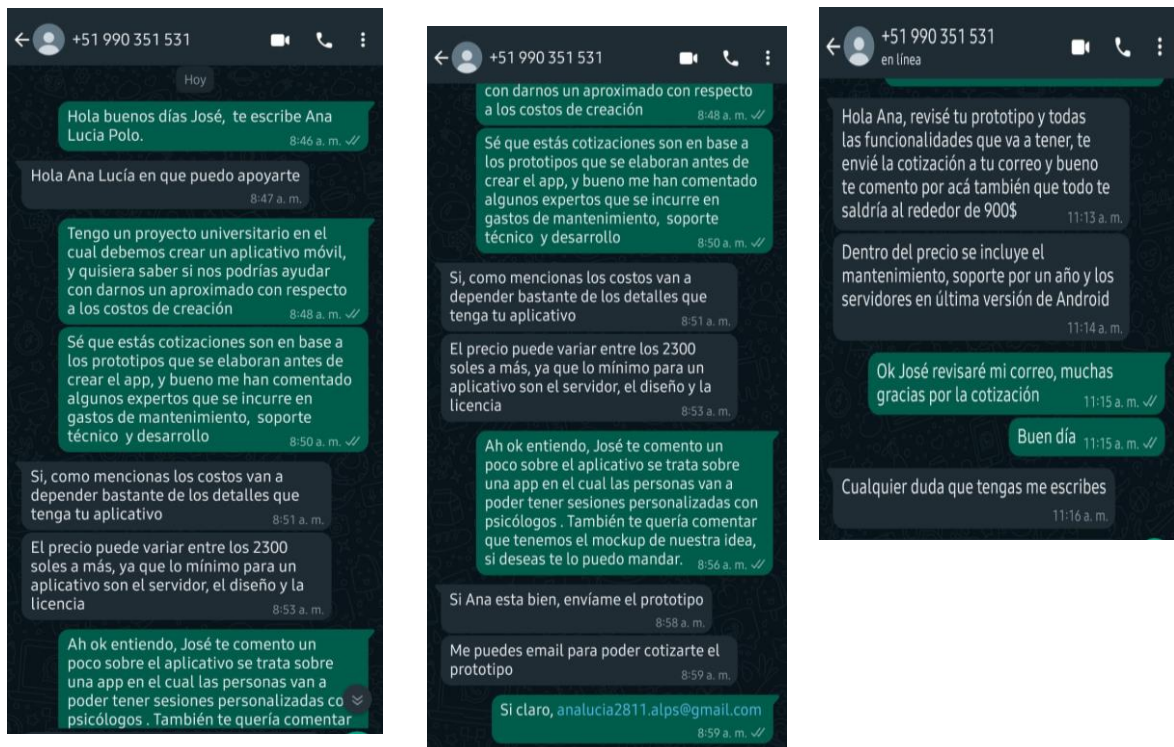 +51 990 351 531
Hoy
Hola buenos días José, te escribe Ana
Lucia Polo.
8:46 a. m.
Hola Ana Lucía en que puedo apoyarte
8:47 a. m.
Tengo un proyecto universitario en el
cual debemos crear un aplicativo móvil,
y quisiera saber si nos podrías ayudar
con darnos un aproximado con respecto
a los costos de creación
8:48 a. m.
Sé que estás cotizaciones son en base a
los prototipos que se elaboran antes de
crear el app, y bueno me han comentado
algunos expertos que se incurre en
gastos de mantenimiento, soporte
técnico y desarrollo
8:50 a. m.
Si, como mencionas los costos van a
depender bastante de los detalles que
tenga tu aplicativo
8:51 a. m.
El precio puede variar entre los 2300
soles a más, ya que lo mínimo para un
aplicativo son el servidor, el diseño y la
licencia
8:53 a. m.
Ah ok entiendo, José te comento un
poco sobre el aplicativo se trata sobre
una app en el cual las personas van a
poder tener sesiones personalizadas co
psicólogos . También te quería comentar
+51 990 351 531
con darnos un aproximado con respecto
a los costos de creación
8:48 a. m.
Sé que estás cotizaciones son en base a
los prototipos que se elaboran antes de
crear el app, y bueno me han comentado
algunos expertos que se incurre en
gastos de mantenimiento, soporte
técnico y desarrollo
8:50 a. m.
Si, como mencionas los costos van a
depender bastante de los detalles que
tenga tu aplicativo
8:51 a. m.
El precio puede variar entre los 2300
soles a más, ya que lo mínimo para un
aplicativo son el servidor, el diseño y la
licencia
8:53 a. m.
Ah ok entiendo, José te comento un
poco sobre el aplicativo se trata sobre
una app en el cual las personas van a
poder tener sesiones personalizadas con
psicólogos . También te quería comentar
que tenemos el mockup de nuestra idea,
si deseas te lo puedo mandar.
8:56 a. m.
Si Ana esta bien, envíame el prototipo
8:58 a. m.
Me puedes email para poder cotizarte el
prototipo
8:59 a. m.
Si claro, analucia2811.alps@gmail.com
8:59 a. m.
+51 990 351 531
en línea
Hola Ana, revisé tu prototipo y todas
las funcionalidades que va a tener, te
envié la cotización a tu correo y bueno
te comento por acá también que todo te
saldría al rededor de 900$
11:13 a. m.
Dentro del precio se incluye el
mantenimiento, soporte por un año y los
servidores en última versión de Android
11:14 a. m.
Ok José revisaré mi correo, muchas
gracias por la cotización
11:15 a. m.
Buen día
11:15 a. m.
Cualquier duda que tengas me escribes
11:16 a. m.